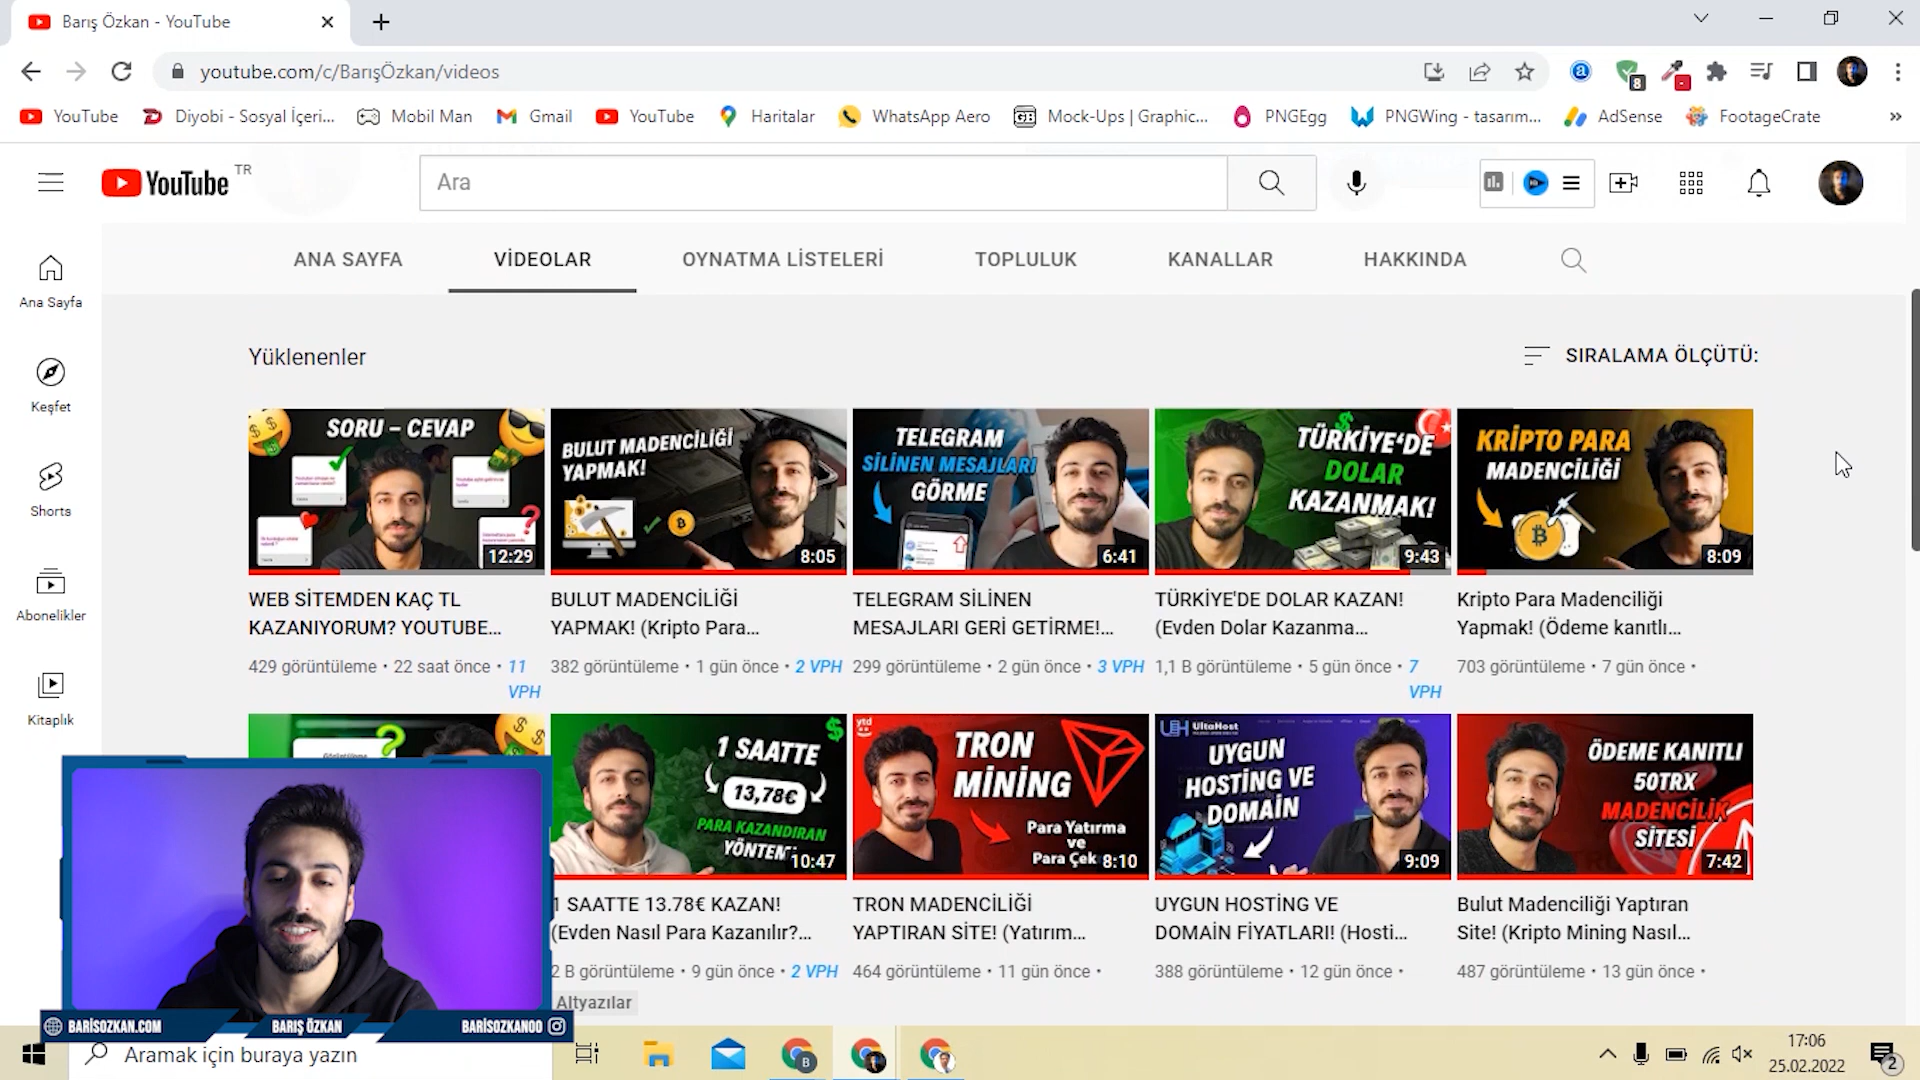 Barış Özkan - YouTube
youtube.com/c/BarışÖzkan/videos
YouTube Diyobi - Sosyal İçeri... Mobil Man Gmail YouTube Haritalar WhatsApp Aero Mock-Ups | Graphic... PNGEgg PNGWing - tasarım... AdSense FootageCrate »
YouTube TR
Ara
ANA SAYFA VİDEOLAR OYNATMA LİSTELERİ TOPLULUK KANALLAR HAKKINDA
Ana Sayfa
Keşfet
Shorts
Abonelikler
Kitaplık
Yüklenenler
SIRALAMA ÖLÇÜTÜ:
SORU – CEVAP
12:29
BULUT MADENCİLİĞİ
YAPMAK!
8:05
TELEGRAM
SİLİNEN MESAJLARI
GÖRME
6:41
TÜRKİYE'DE
DOLAR
KAZANMAK!
9:43
KRİPTO PARA
MADENCİLİĞİ
8:09
WEB SİTEMDEN KAÇ TL
KAZANIYORUM? YOUTUBE...
429 görüntüleme • 22 saat önce • 11
VPH
BULUT MADENCİLİĞİ
YAPMAK! (Kripto Para...
382 görüntüleme • 1 gün önce • 2 VPH
TELEGRAM SİLİNEN
MESAJLARI GERİ GETİRME!...
299 görüntüleme • 2 gün önce • 3 VPH
TÜRKİYE'DE DOLAR KAZAN!
(Evden Dolar Kazanma...
1,1 B görüntüleme • 5 gün önce • 7
VPH
Kripto Para Madenciliği
Yapmak! (Ödeme kanıtlı...
703 görüntüleme • 7 gün önce •
1 SAATTE
13,78€
PARA KAZANDIRAN
YÖNTEM
10:47
ytd
TRON
MINING
Para Yatırma
ve
Para Çek
8:10
UltaHost
UYGUN
HOSTİNG VE
DOMAIN
9:09
ÖDEME KANITLI
50TRX
MADENCİLİK
SİTESİ
7:42
1 SAATTE 13.78€ KAZAN!
(Evden Nasıl Para Kazanılır?...
2 B görüntüleme • 9 gün önce • 2 VPH
Altyazılar
TRON MADENCİLİĞİ
YAPTIRAN SİTE! (Yatırım...
464 görüntüleme • 11 gün önce •
UYGUN HOSTİNG VE
DOMAİN FİYATLARI! (Hosti...
388 görüntüleme • 12 gün önce •
Bulut Madenciliği Yaptıran
Site! (Kripto Mining Nasıl...
487 görüntüleme • 13 gün önce •
BARİSOZKAN.COM BARIŞ ÖZKAN BARİSOZKANOO
Aramak için buraya yazın
17:06
25.02.2022
2